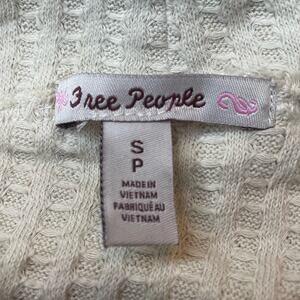 Free People
S
P
MADE IN
VIETNAM
FABRIQUÉ AU
VIETNAM